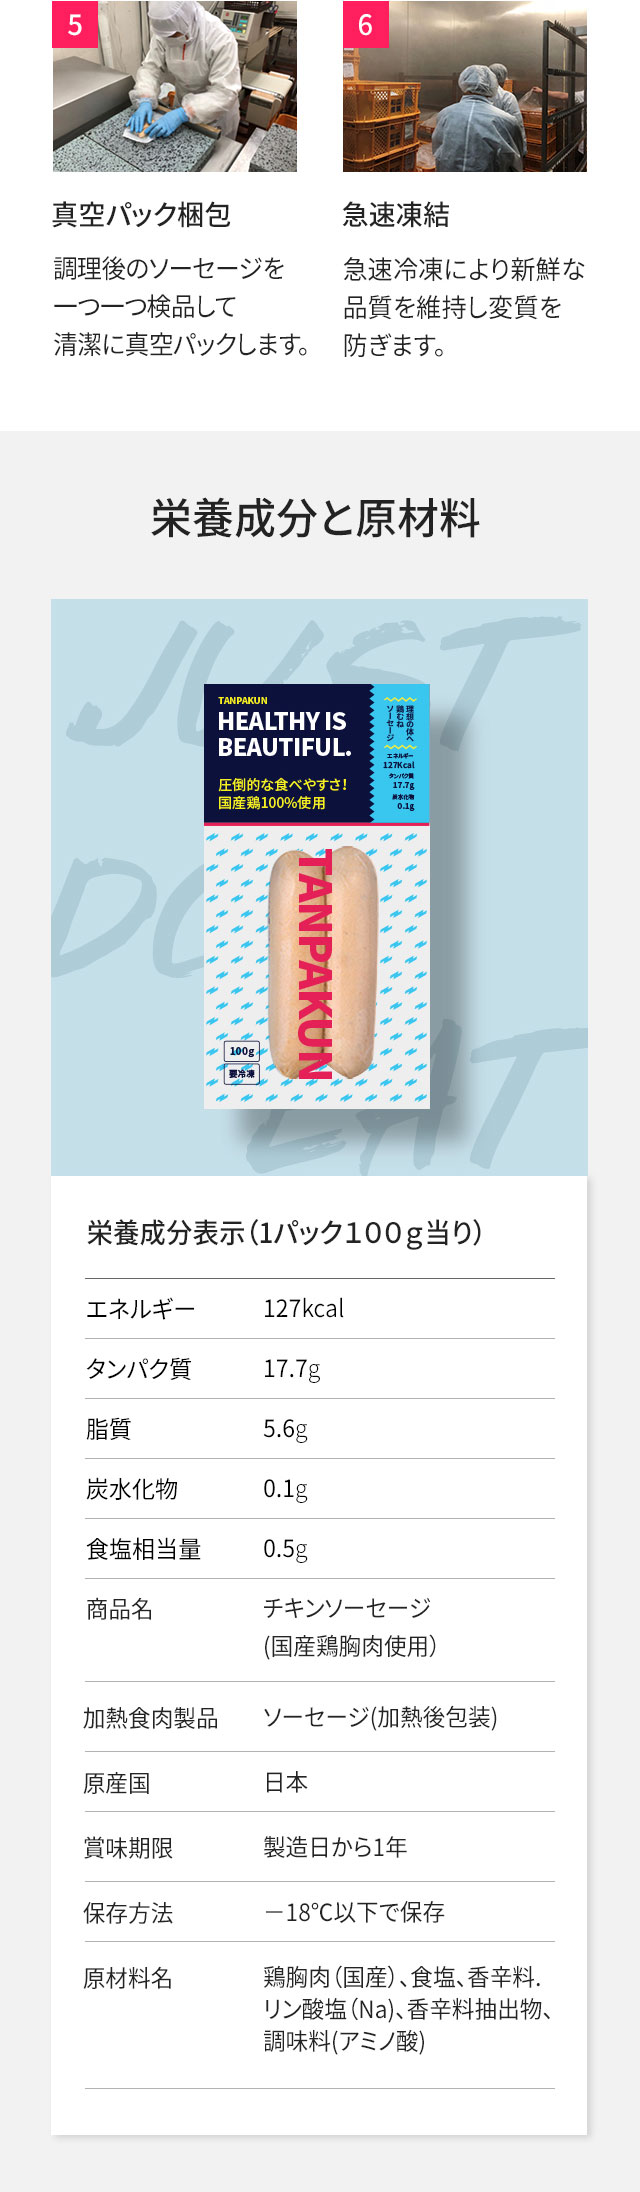 5
真空パック梱包
調理後のソーセージを
一つ一つ検品して
清潔に真空パックします。
6
急速凍結
急速冷凍により新鮮な
品質を維持し変質を
防ぎます。
栄養成分と原材料
JUST
DO
EAT
TANPAKUN
HEALTHY IS
BEAUTIFUL.
圧倒的な食べやすさ!
国産鶏100%使用
理想の体へ
鶏むね
ソーセージ
エネルギー
127Kcal
タンパク質
17.7g
炭水化物
0.1g
TANPAKUN
100g
要冷凍
栄養成分表示（1パック１００ｇ当り）
エネルギー 127kcal
タンパク質 17.7g
脂質 5.6g
炭水化物 0.1g
食塩相当量 0.5g
商品名 チキンソーセージ
(国産鶏胸肉使用）
加熱食肉製品 ソーセージ(加熱後包装)
原産国 日本
賞味期限 製造日から1年
保存方法 －18℃以下で保存
原材料名 鶏胸肉（国産）、食塩、香辛料.
リン酸塩（Na)、香辛料抽出物、
調味料(アミノ酸)